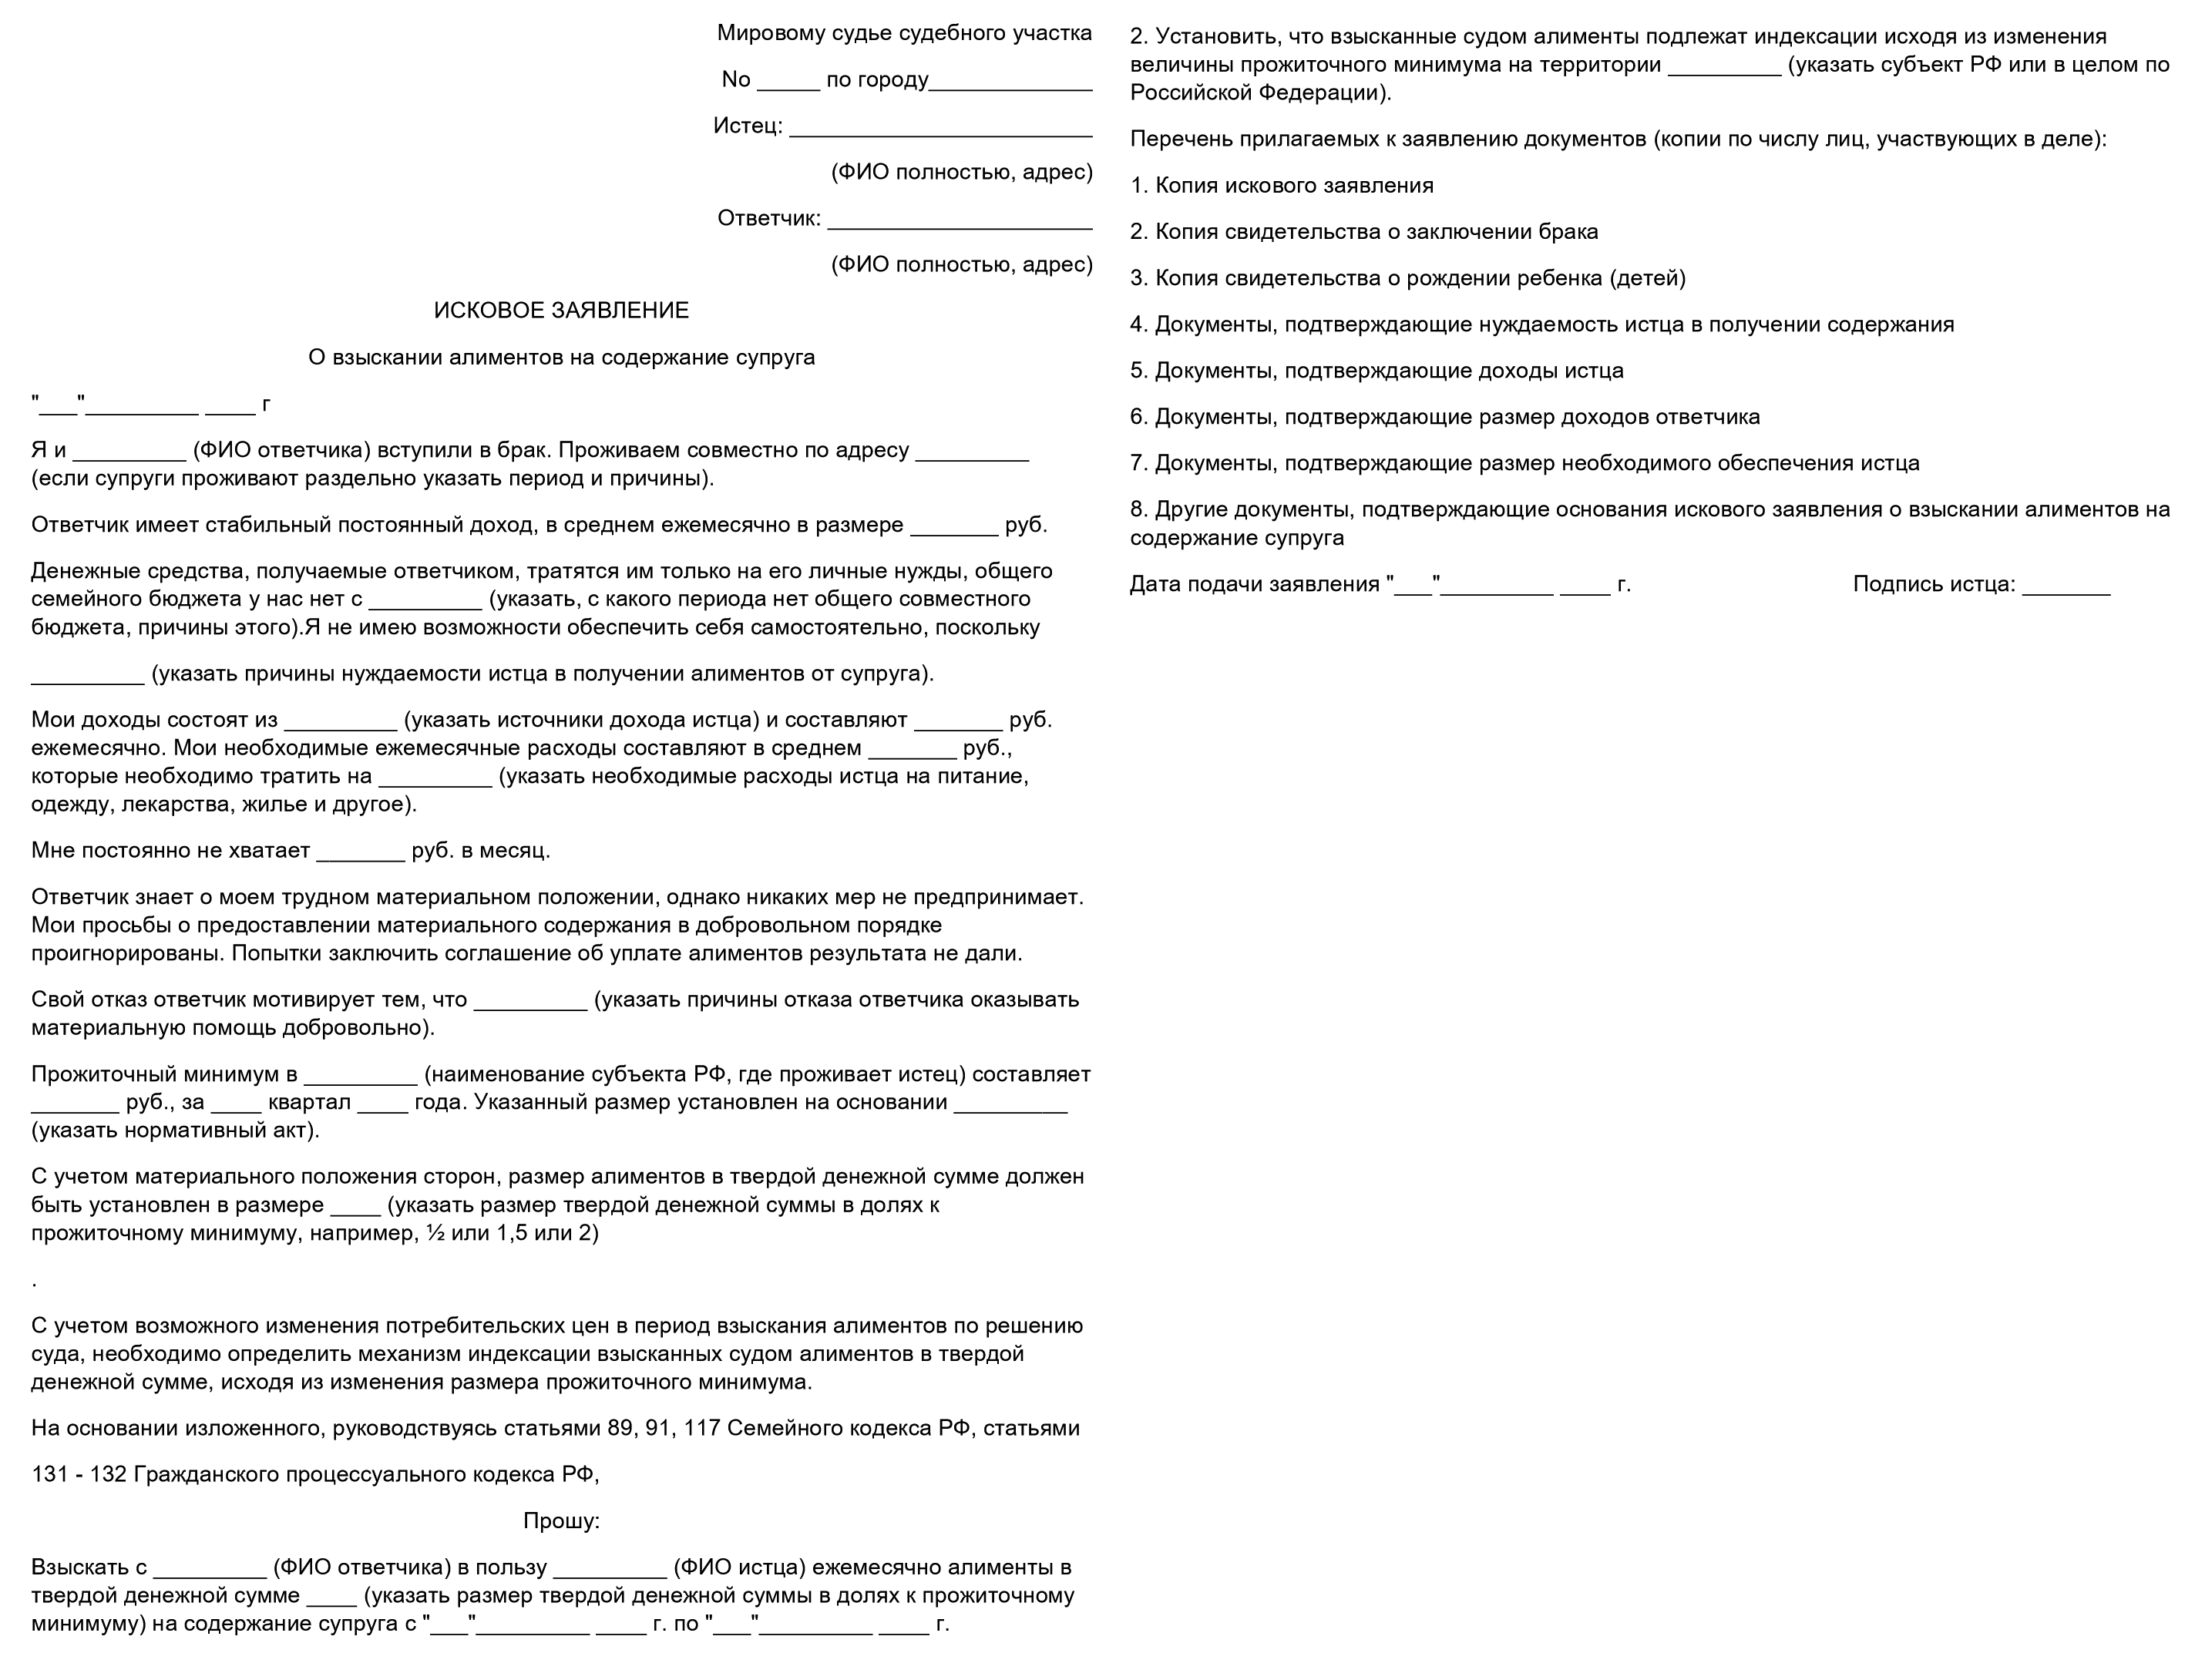 Мировому судье судебного участка
No _____ по городу_____________
Истец: ________________________
(ФИО полностью, адрес)
Ответчик: _____________________
(ФИО полностью, адрес)
ИСКОВОЕ ЗАЯВЛЕНИЕ
О взыскании алиментов на содержание супруга
"___"_________ ____ г
Я и _________ (ФИО ответчика) вступили в брак. Проживаем совместно по адресу _________
(если супруги проживают раздельно указать период и причины).
Ответчик имеет стабильный постоянный доход, в среднем ежемесячно в размере _______ руб.
Денежные средства, получаемые ответчиком, тратятся им только на его личные нужды, общего
семейного бюджета у нас нет с _________ (указать, с какого периода нет общего совместного
бюджета, причины этого).Я не имею возможности обеспечить себя самостоятельно, поскольку
_________ (указать причины нуждаемости истца в получении алиментов от супруга).
Мои доходы состоят из _________ (указать источники дохода истца) и составляют _______ руб.
ежемесячно. Мои необходимые ежемесячные расходы составляют в среднем _______ руб.,
которые необходимо тратить на _________ (указать необходимые расходы истца на питание,
одежду, лекарства, жилье и другое).
Мне постоянно не хватает _______ руб. в месяц.
Ответчик знает о моем трудном материальном положении, однако никаких мер не предпринимает.
Мои просьбы о предоставлении материального содержания в добровольном порядке
проигнорированы. Попытки заключить соглашение об уплате алиментов результата не дали.
Свой отказ ответчик мотивирует тем, что _________ (указать причины отказа ответчика оказывать
материальную помощь добровольно).
Прожиточный минимум в _________ (наименование субъекта РФ, где проживает истец) составляет
_______ руб., за ____ квартал ____ года. Указанный размер установлен на основании _________
(указать нормативный акт).
С учетом материального положения сторон, размер алиментов в твердой денежной сумме должен
быть установлен в размере ____ (указать размер твердой денежной суммы в долях к
прожиточному минимуму, например, ½ или 1,5 или 2)
.
С учетом возможного изменения потребительских цен в период взыскания алиментов по решению
суда, необходимо определить механизм индексации взысканных судом алиментов в твердой
денежной сумме, исходя из изменения размера прожиточного минимума.
На основании изложенного, руководствуясь статьями 89, 91, 117 Семейного кодекса РФ, статьями
131 - 132 Гражданского процессуального кодекса РФ,
Прошу:
Взыскать с _________ (ФИО ответчика) в пользу _________ (ФИО истца) ежемесячно алименты в
твердой денежной сумме ____ (указать размер твердой денежной суммы в долях к прожиточному
минимуму) на содержание супруга с "___"_________ ____ г. по "___"_________ ____ г.
2. Установить, что взысканные судом алименты подлежат индексации исходя из изменения
величины прожиточного минимума на территории _________ (указать субъект РФ или в целом по
Российской Федерации).
Перечень прилагаемых к заявлению документов (копии по числу лиц, участвующих в деле):
1. Копия искового заявления
2. Копия свидетельства о заключении брака
3. Копия свидетельства о рождении ребенка (детей)
4. Документы, подтверждающие нуждаемость истца в получении содержания
5. Документы, подтверждающие доходы истца
6. Документы, подтверждающие размер доходов ответчика
7. Документы, подтверждающие размер необходимого обеспечения истца
8. Другие документы, подтверждающие основания искового заявления о взыскании алиментов на
содержание супруга
Дата подачи заявления "___"_________ ____ г. Подпись истца: _______